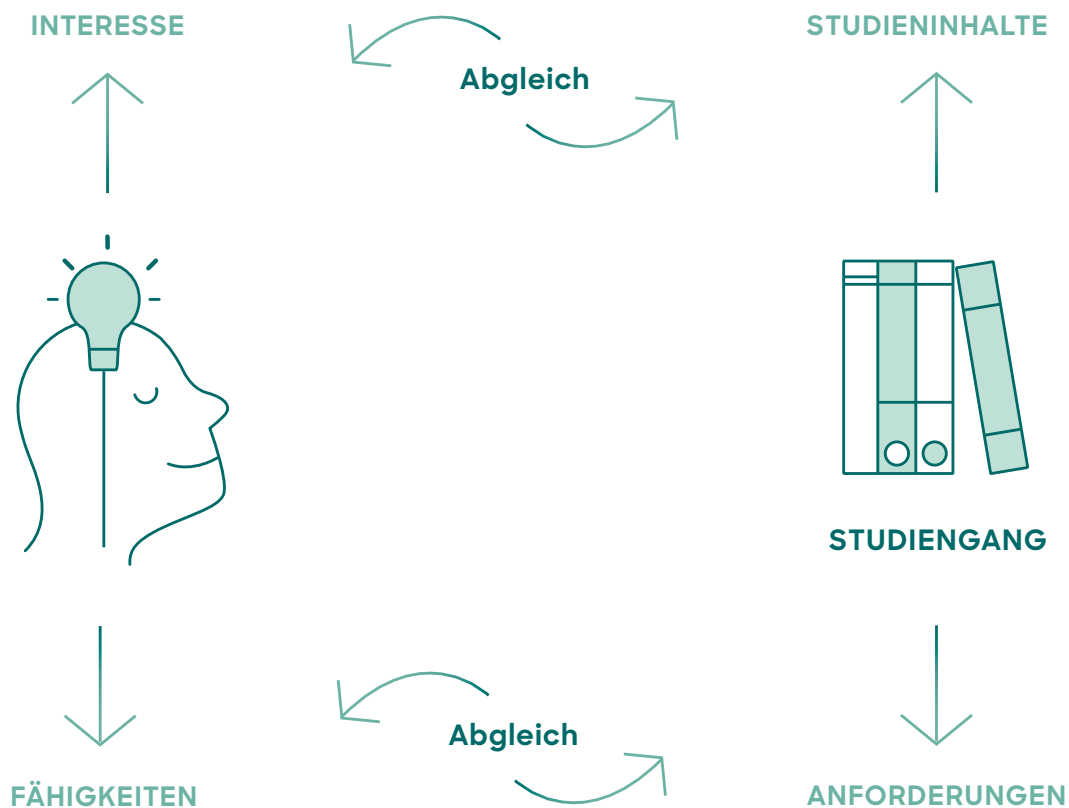 INTERESSE
STUDIENINHALTE
Abgleich
STUDIENGANG
Abgleich
FÄHIGKEITEN
ANFORDERUNGEN